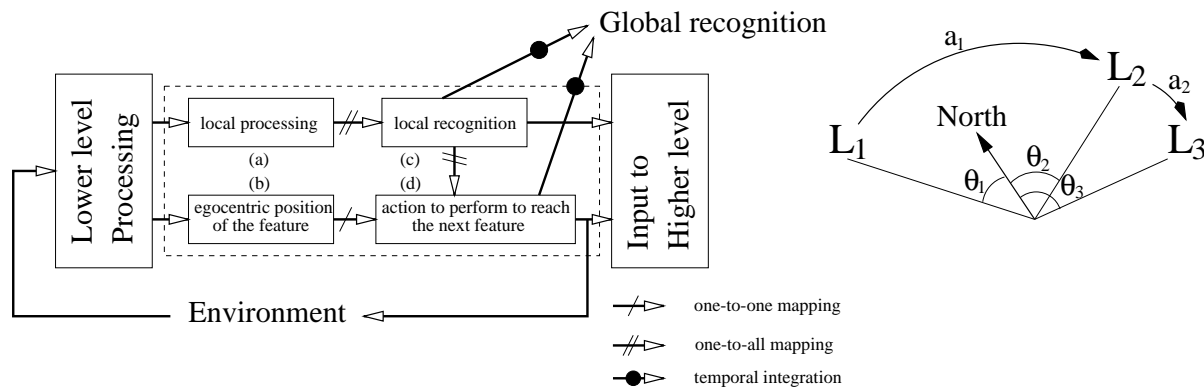 Global recognition
Lower level
Processing
local processing
local recognition
(a)
(c)
(b)
(d)
egocentric position
of the feature
action to perform to reach
the next feature
Input to
Higher level
Environment
one-to-one mapping
one-to-all mapping
temporal integration
a₁
L₂
a₂
North
L₁
L₃
θ₁
θ₂
θ₃